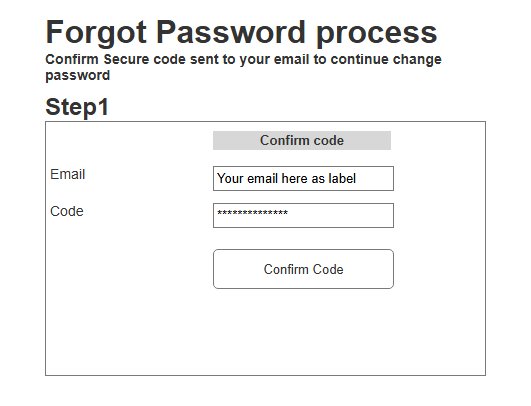 Forgot Password process
Confirm Secure code sent to your email to continue change
password
Step1
Confirm code
Email
Your email here as label
Code
**************
Confirm Code